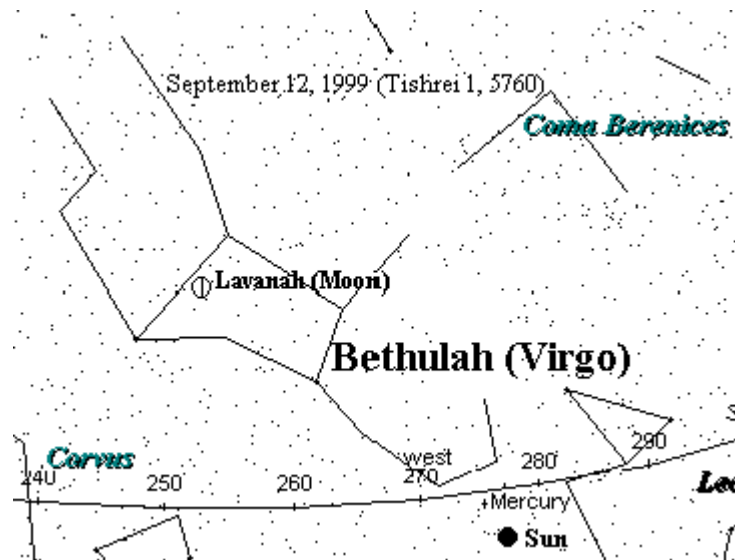 September 12, 1999 (Tishrei 1, 5760)
Coma Berenices
Lavanah (Moon)
Bethulah (Virgo)
S
290
Corvus
west
280
240
250
260
270
Leo
Mercury
Sun